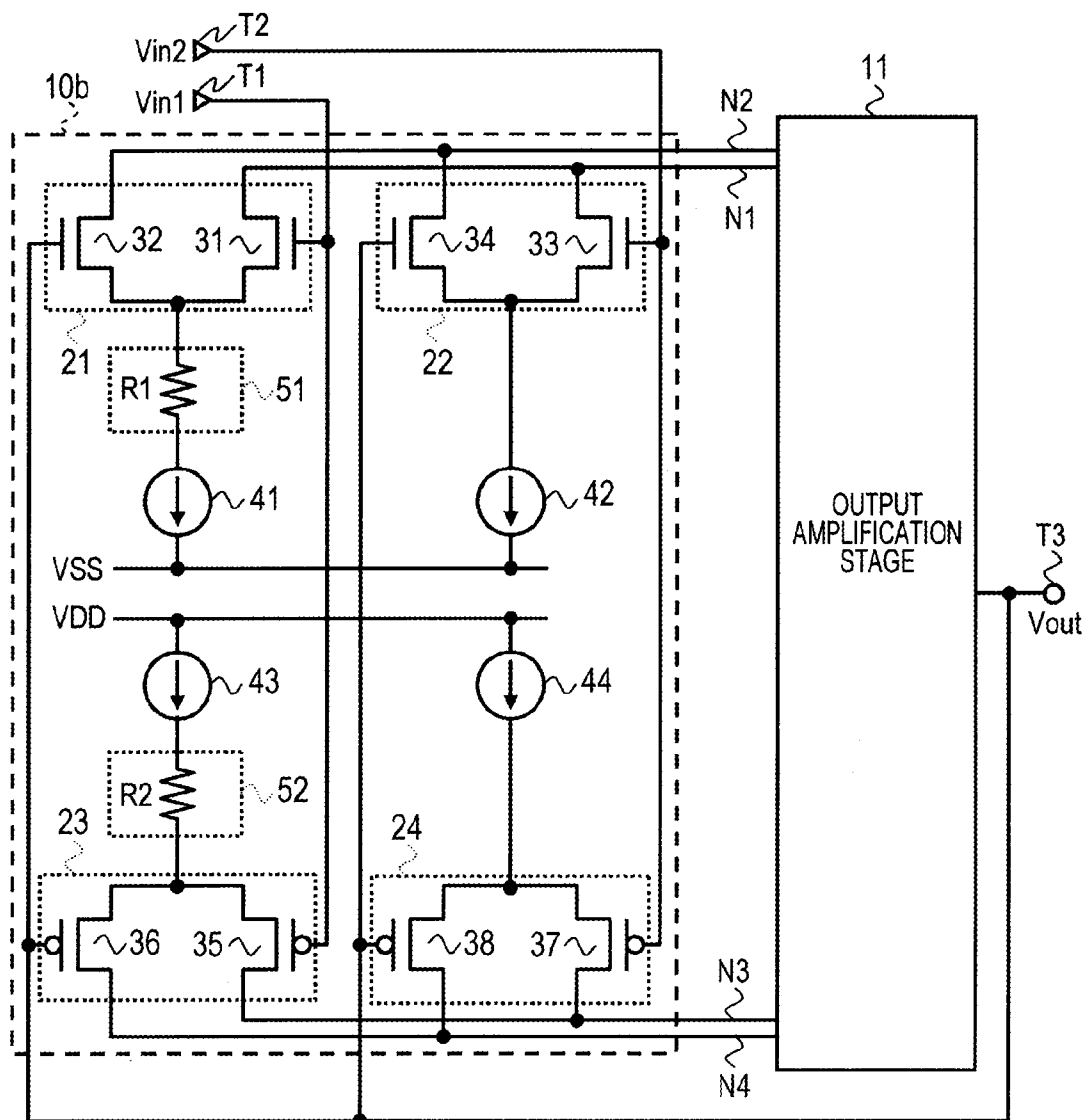 T2
Vin2
T1
Vin1
10b
11
N2
N1
32
31
34
33
21
22
R1
51
41
42
VSS
VDD
OUTPUT
AMPLIFICATION
STAGE
T3
Vout
43
44
R2
52
23
24
36
35
38
37
N3
N4